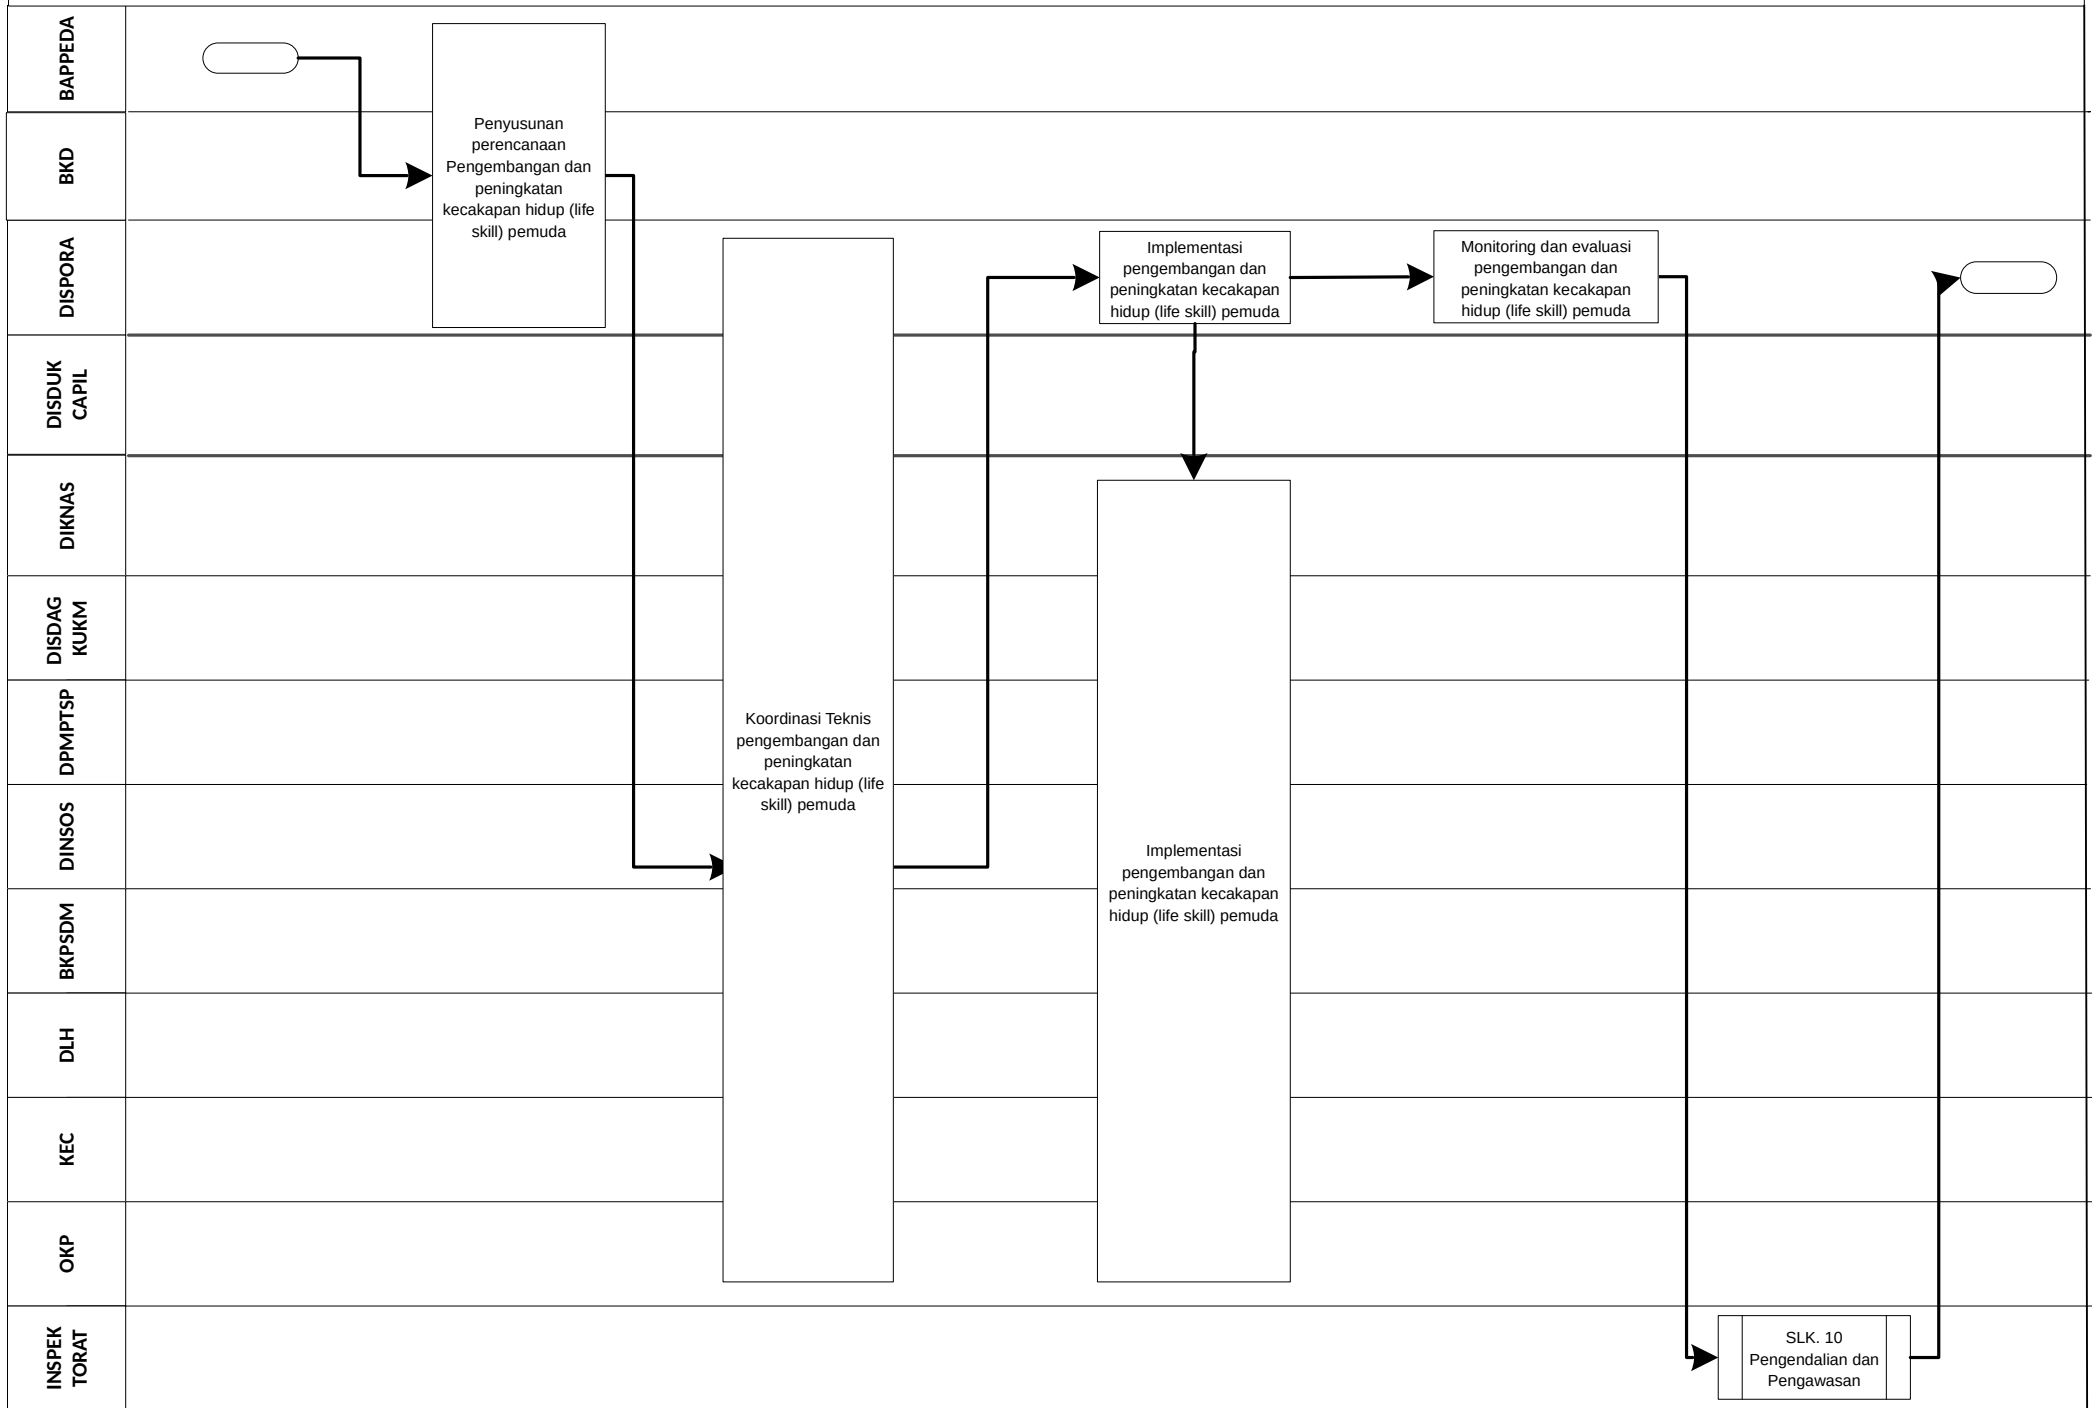 BAPPEDA
BKD
DISPORA
DISDUK
CAPIL
DIKNAS
DISDAG
KUKM
DPMPTSP
DINSOS
BKPSDM
DLH
KEC
OKP
INSPEK
TORAT
Penyusunan
perencanaan
Pengembangan dan
peningkatan
kecakapan hidup (life
skill) pemuda
Koordinasi Teknis
pengembangan dan
peningkatan
kecakapan hidup (life
skill) pemuda
Implementasi
pengembangan dan
peningkatan kecakapan
hidup (life skill) pemuda
Implementasi
pengembangan dan
peningkatan kecakapan
hidup (life skill) pemuda
Monitoring dan evaluasi
pengembangan dan
peningkatan kecakapan
hidup (life skill) pemuda
SLK. 10
Pengendalian dan
Pengawasan